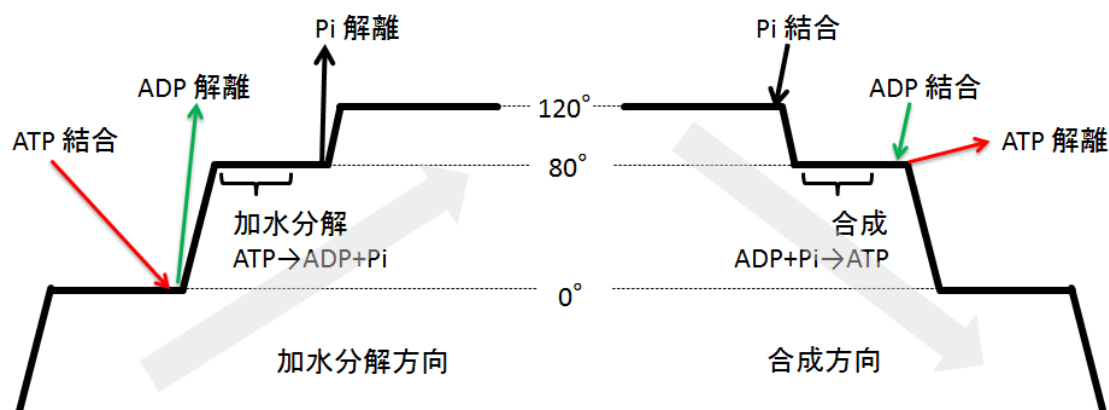 Pi 解離
ADP 解離
ATP 結合
加水分解
ATP→ADP+Pi
加水分解方向
120°
80°
0°
Pi 結合
ADP 結合
ATP 解離
合成
ADP+Pi→ATP
合成方向